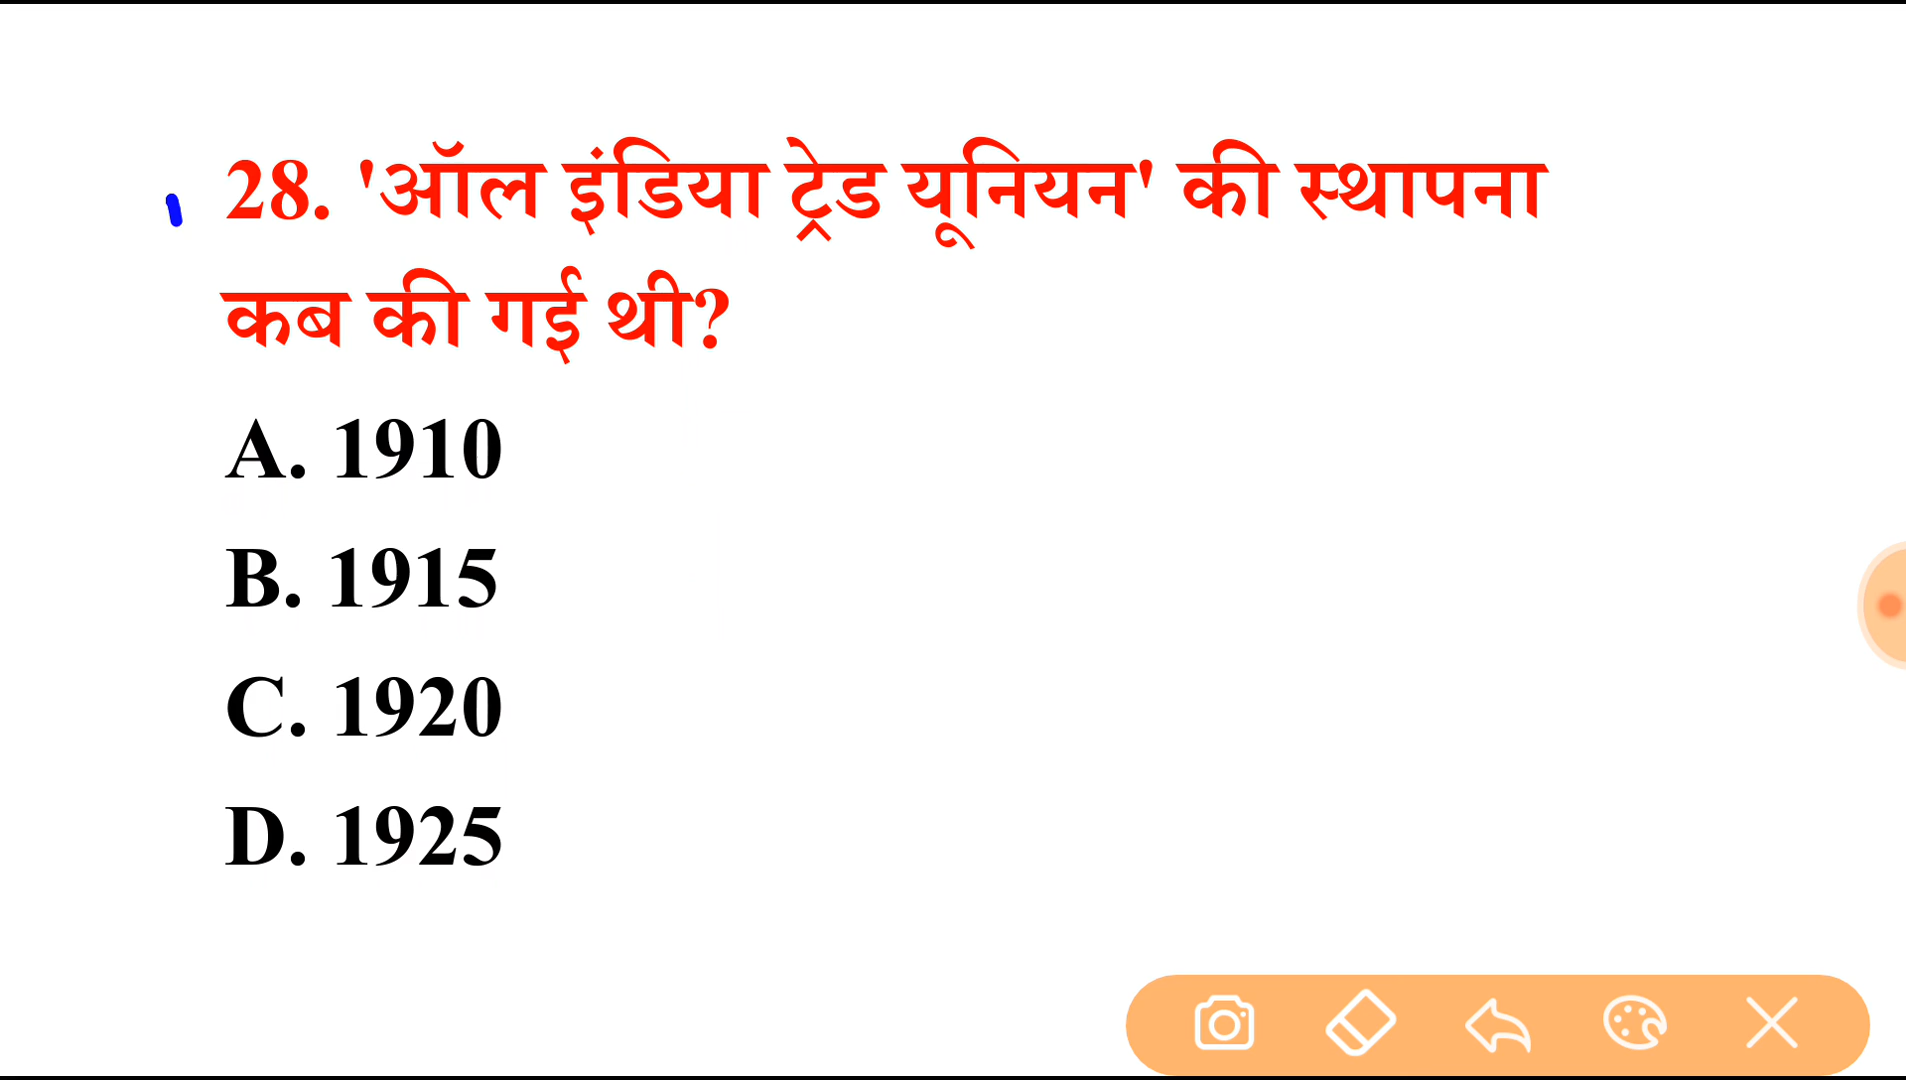 28. 'ऑल इंडिया ट्रेड यूनियन' की स्थापना
कब की गई थी?
A. 1910
B. 1915
C. 1920
D. 1925